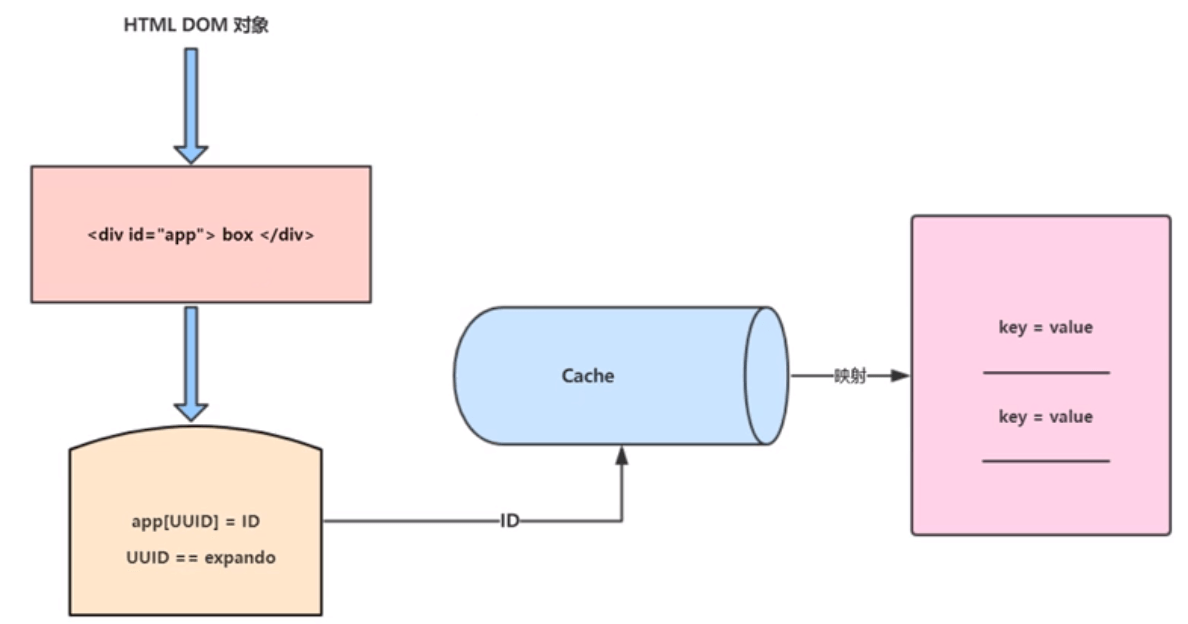 HTML DOM 对象
<div id="app"> box </div>
app[UUID] = ID
UUID == expando
ID
Cache
映射
key = value
key = value